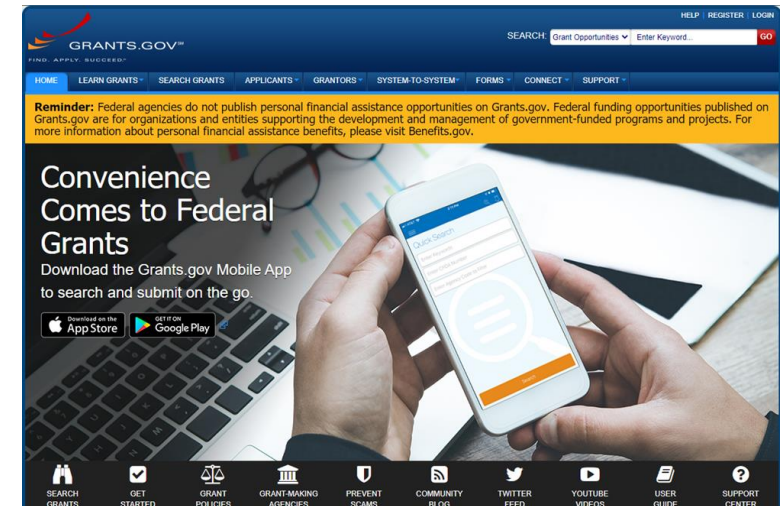 HELP | REGISTER | LOGIN
GRANTS.GOV℠
FIND. APPLY. SUCCEED.℠
SEARCH: Grant Opportunities Enter Keyword... GO
HOME LEARN GRANTS SEARCH GRANTS APPLICANTS GRANTORS SYSTEM-TO-SYSTEM FORMS CONNECT SUPPORT
Reminder: Federal agencies do not publish personal financial assistance opportunities on Grants.gov. Federal funding opportunities published on
Grants.gov are for organizations and entities supporting the development and management of government-funded programs and projects. For
more information about personal financial assistance benefits, please visit Benefits.gov.
Convenience
Comes to Federal
Grants
Download the Grants.gov Mobile App
to search and submit on the go.
Download on the
App Store
GET IT ON
Google Play
Quick Search
Enter Keywords
Search
SEARCH
GRANTS
GET
STARTED
GRANT
POLICIES
GRANT-MAKING
AGENCIES
PREVENT
SCAMS
COMMUNITY
BLOG
TWITTER
FEED
YOUTUBE
VIDEOS
USER
GUIDE
SUPPORT
CENTER